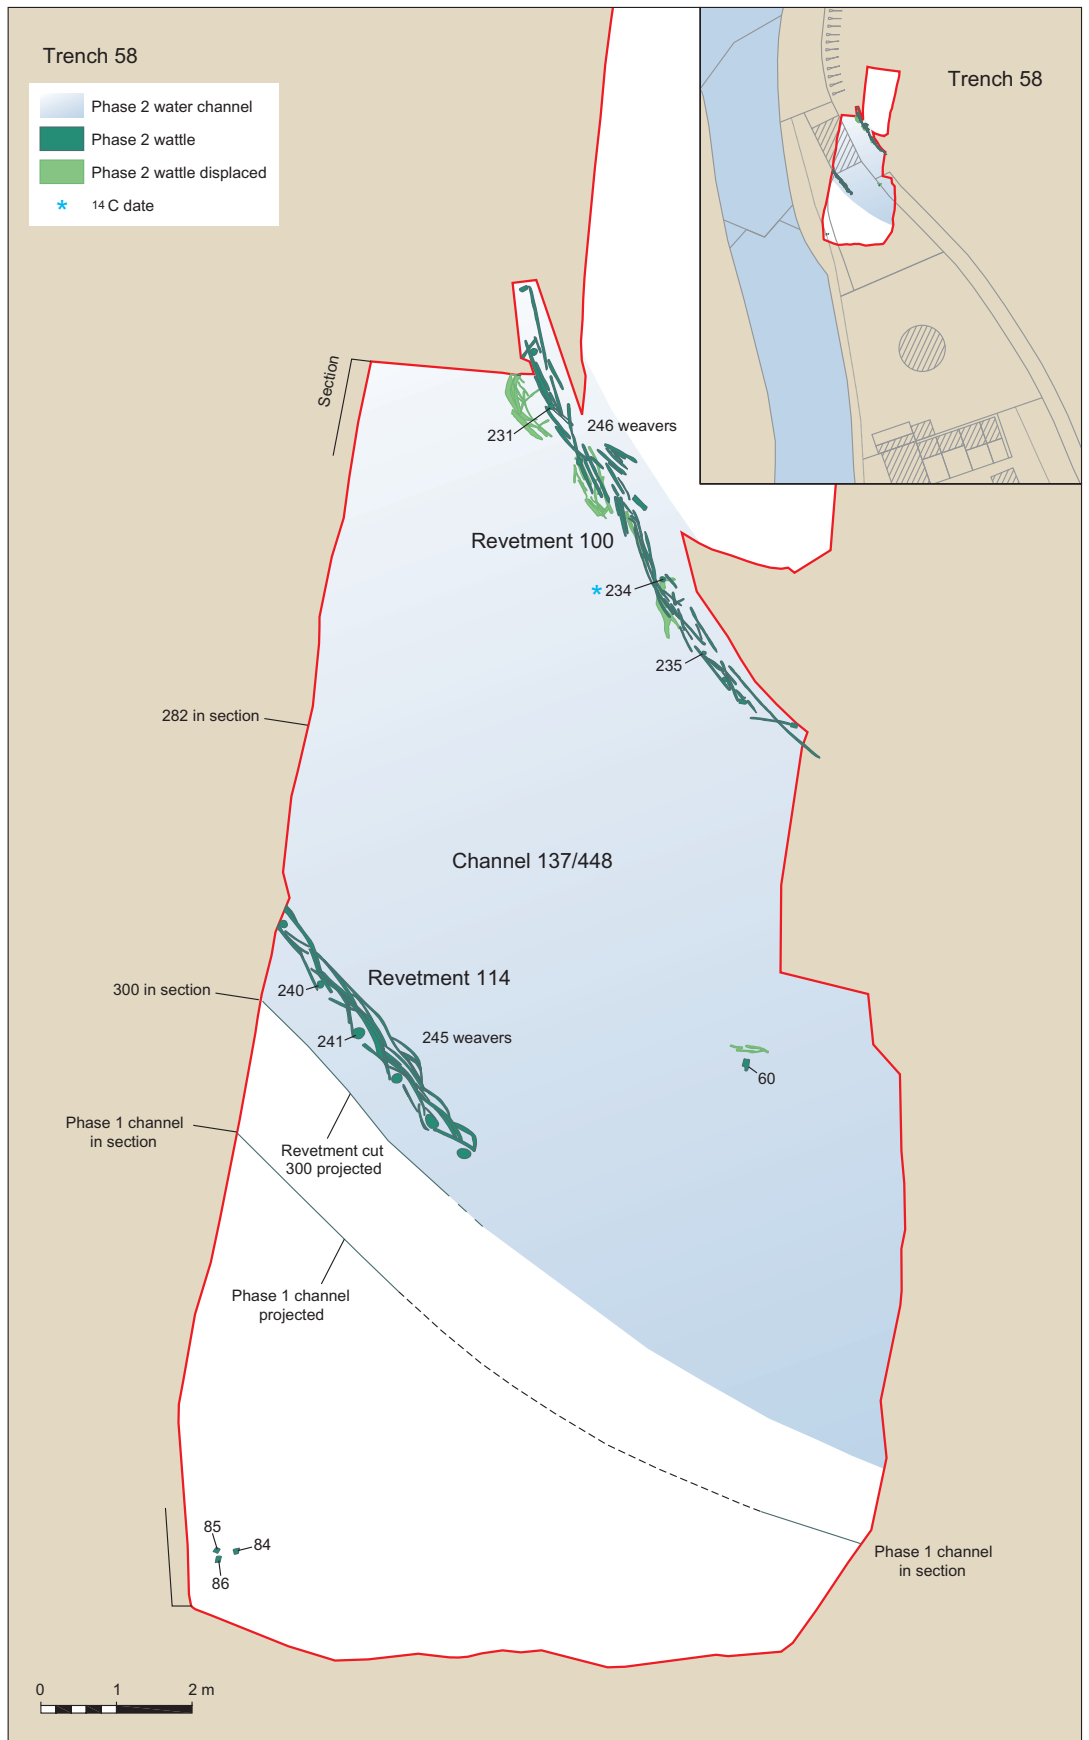 Trench 58
Phase 2 water channel
Phase 2 wattle
Phase 2 wattle displaced
* ¹⁴C date
Trench 58
Section
231
246 weavers
Revetment 100
* 234
235
282 in section
Channel 137/448
Revetment 114
300 in section
240
241
245 weavers
60
Phase 1 channel
in section
Revetment cut
300 projected
Phase 1 channel
projected
85
84
86
Phase 1 channel
in section
0 1 2 m